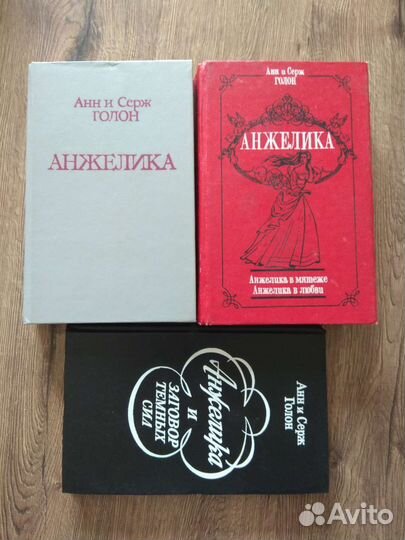 Анн и Серж
ГОЛОН
АНЖЕЛИКА
Анн и Серж
ГОЛОН
АНЖЕЛИКА
Анжелика в мятеже
Анжелика в любви
Анн и Серж
Голон
Анжелика
и
ЗАГОВОР
ТЕМНЫХ
СИЛ
Avito